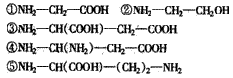 ①NH₂—CH₂—COOH ②NH₂—CH₂—CH₂OH
③NH₂—CH(COOH)—CH₂—COOH
④NH₂—CH(NH₂)—CH₂—COOH
⑤NH₂—CH(COOH)—(CH₂)₂—NH₂